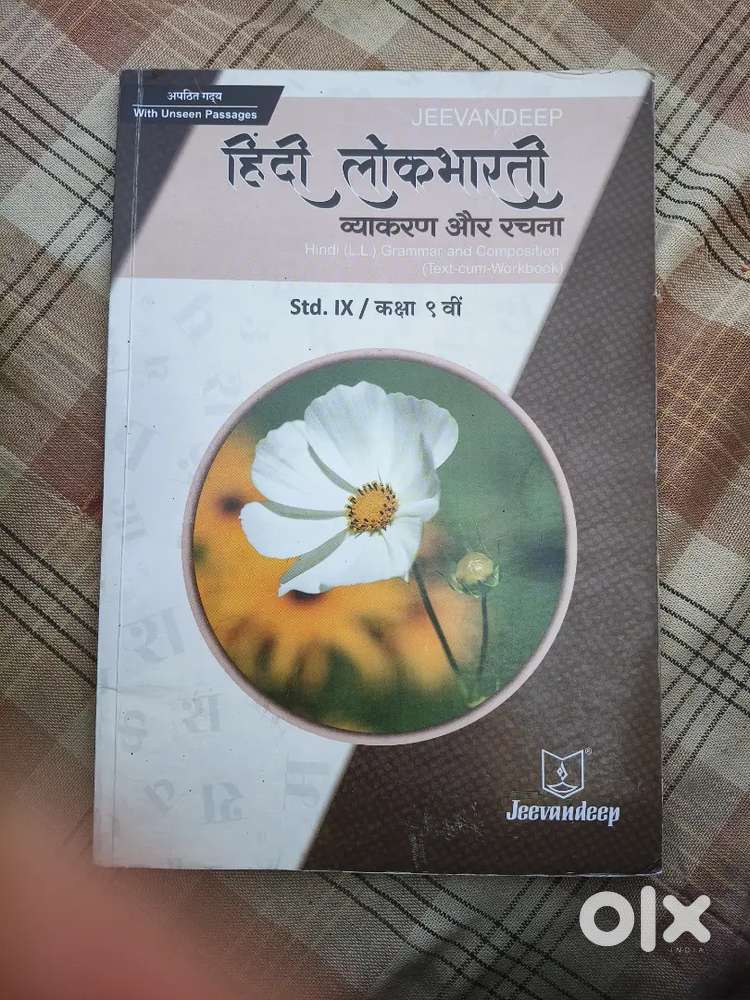 अपठित गद्य
With Unseen Passages
JEEVANDEEP
हिंदी लोकभारती
व्याकरण और रचना
Hindi (L.L.) Grammar and Composition
(Text-cum-Workbook)
Std. IX / कक्षा ९ वीं
®
Jeevandeep
olx
INDIA